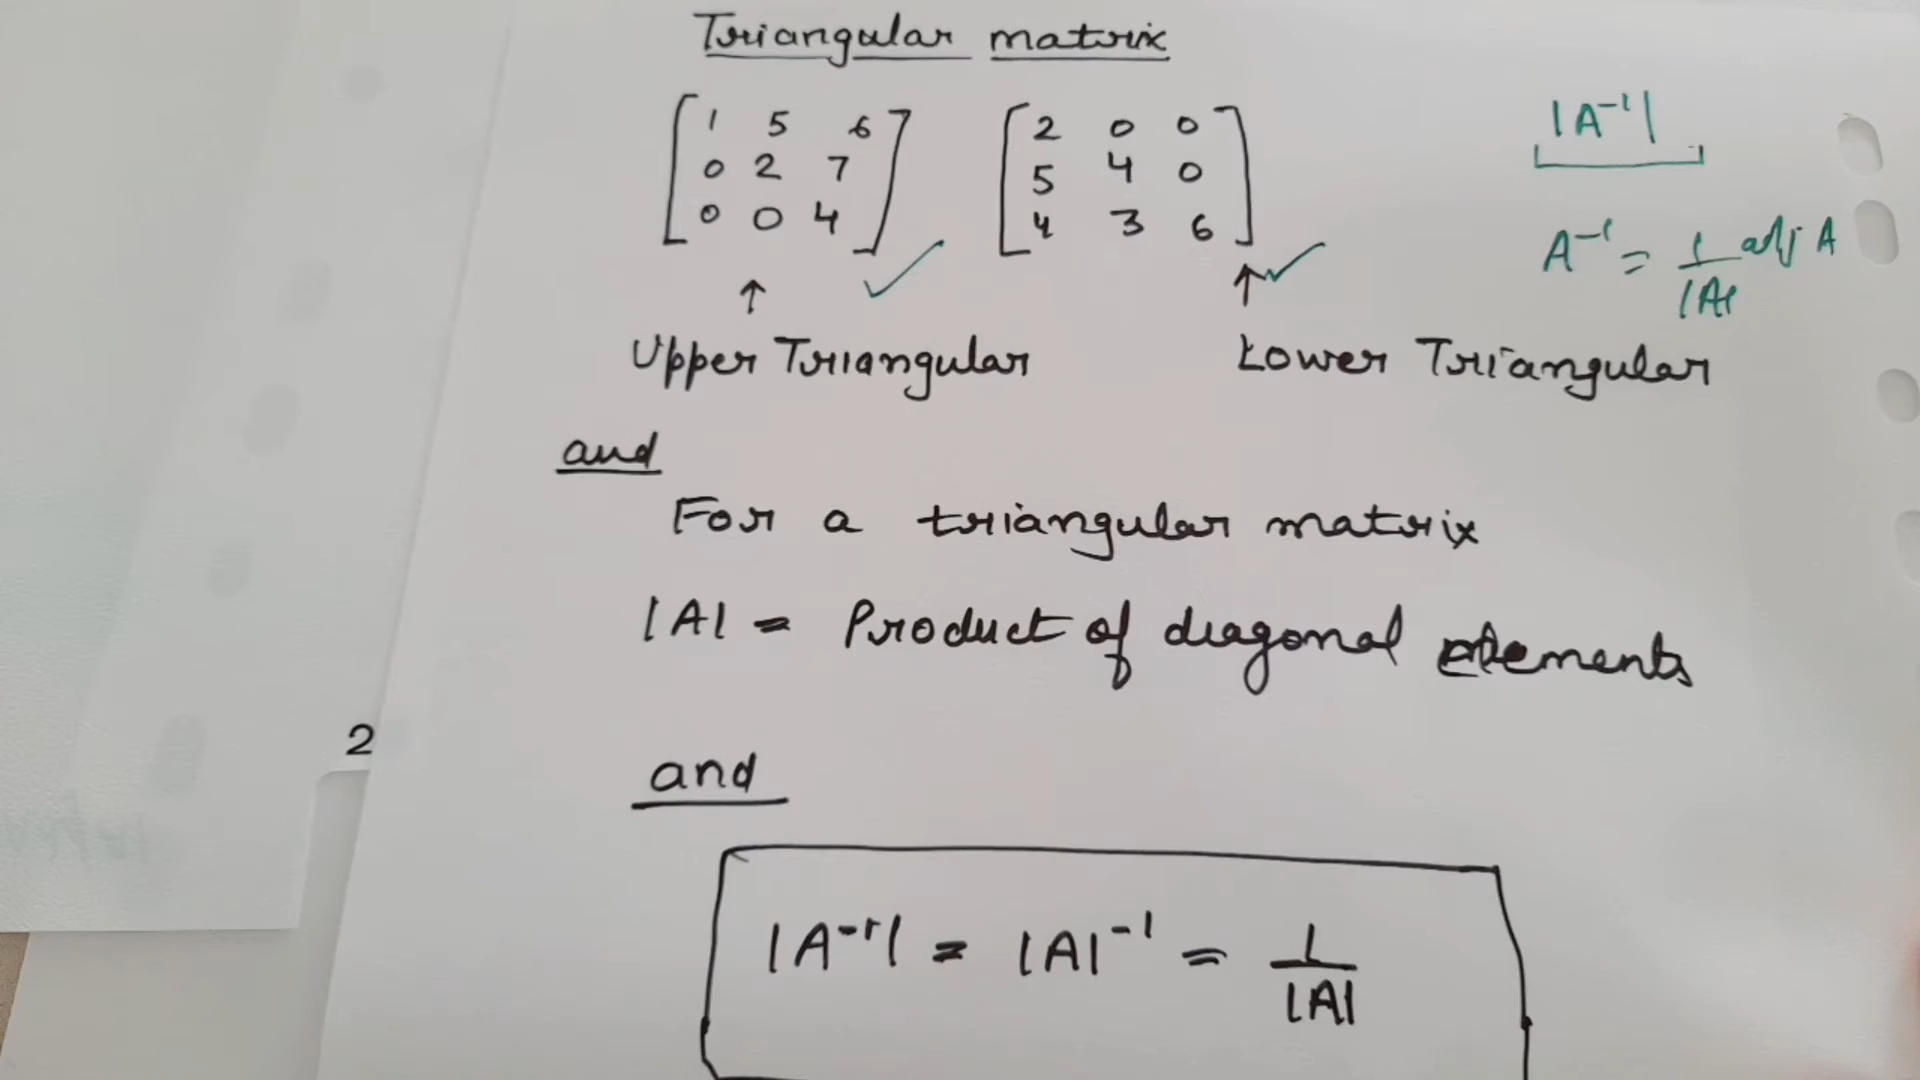 Triangular matrix
1 5 6
0 2 7
0 0 4
2 0 0
5 4 0
4 3 6
|A⁻¹|
A⁻¹ = 1/|A| adj A
↑ ✓
↑ ✓
Upper Triangular
Lower Triangular
and
For a triangular matrix
|A| = Product of diagonal elements
2
and
|A⁻¹| = |A|⁻¹ = 1/|A|